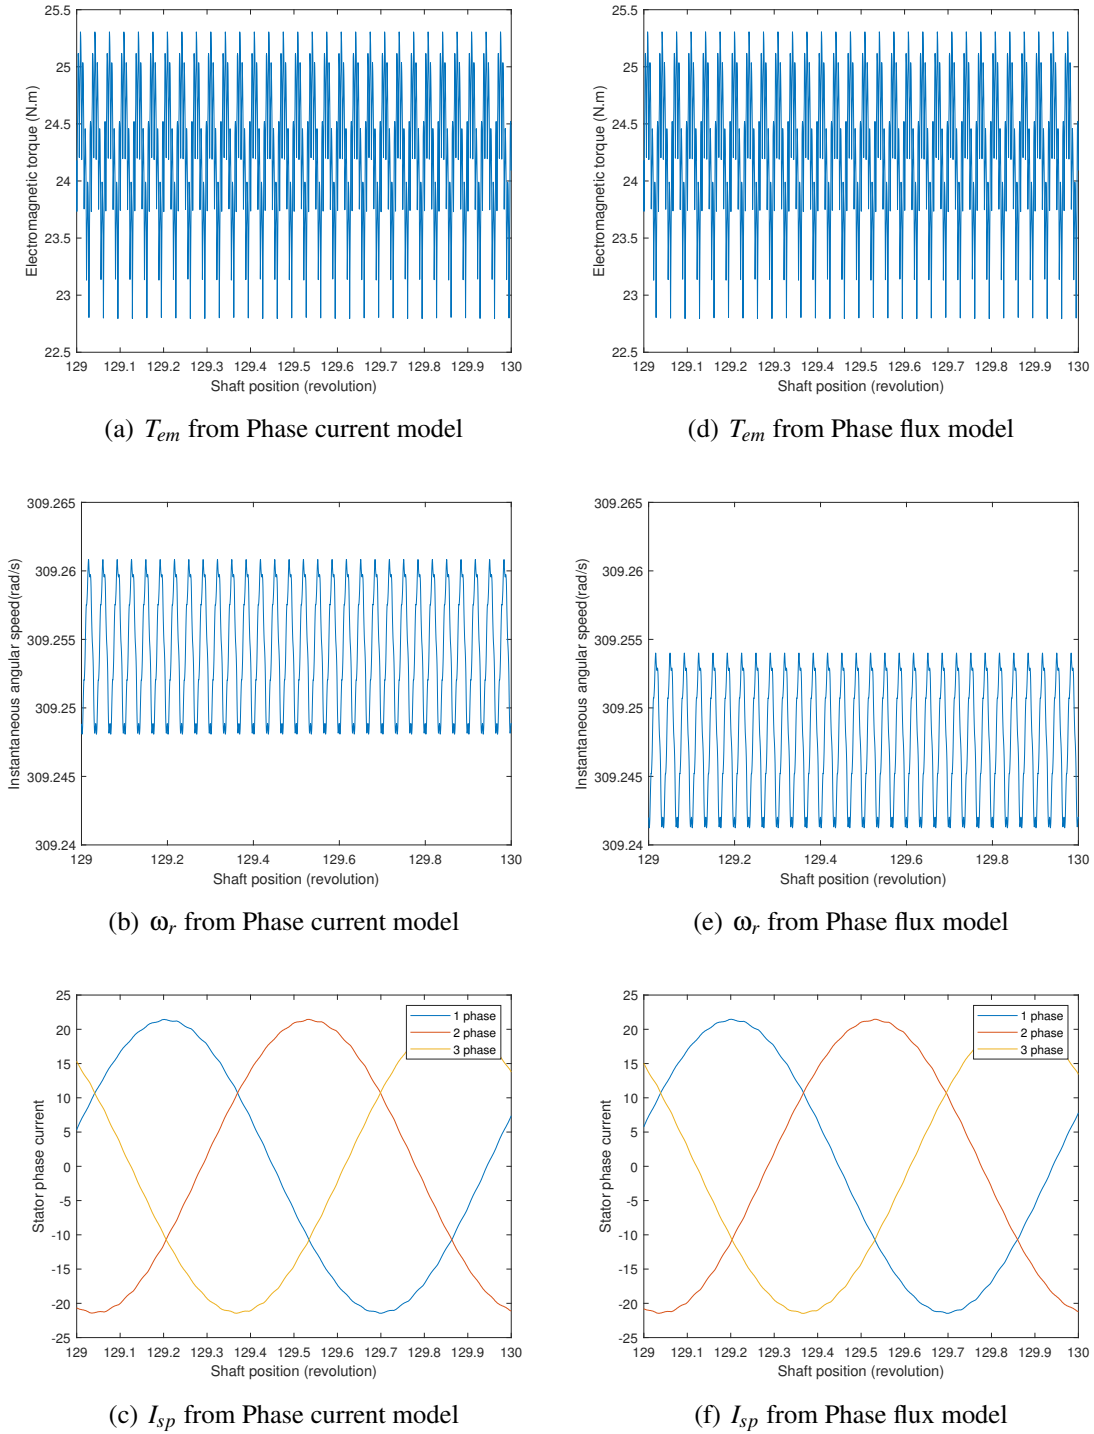 25.5
25
24.5
24
23.5
23
22.5
Electromagnetic torque (N.m)
129 129.1 129.2 129.3 129.4 129.5 129.6 129.7 129.8 129.9 130
Shaft position (revolution)
(a) T_em from Phase current model
25.5
25
24.5
24
23.5
23
22.5
Electromagnetic torque (N.m)
129 129.1 129.2 129.3 129.4 129.5 129.6 129.7 129.8 129.9 130
Shaft position (revolution)
(d) T_em from Phase flux model
309.265
309.26
309.255
309.25
309.245
309.24
Instantaneous angular speed(rad/s)
129 129.2 129.4 129.6 129.8 130
Shaft position (revolution)
(b) ω_r from Phase current model
309.265
309.26
309.255
309.25
309.245
309.24
Instantaneous angular speed(rad/s)
129 129.2 129.4 129.6 129.8 130
Shaft position (revolution)
(e) ω_r from Phase flux model
25
20
15
10
5
0
-5
-10
-15
-20
-25
Stator phase current
1 phase
2 phase
3 phase
129 129.1 129.2 129.3 129.4 129.5 129.6 129.7 129.8 129.9 130
Shaft position (revolution)
(c) I_sp from Phase current model
25
20
15
10
5
0
-5
-10
-15
-20
-25
Stator phase current
1 phase
2 phase
3 phase
129 129.1 129.2 129.3 129.4 129.5 129.6 129.7 129.8 129.9 130
Shaft position (revolution)
(f) I_sp from Phase flux model